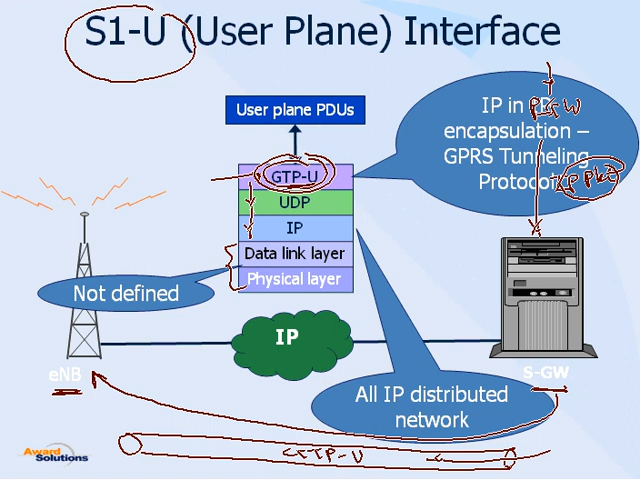 S1-U (User Plane) Interface
User plane PDUs
IP in
PGW
encapsulation –
GPRS Tunneling
Protocol
GTP-U
UDP
IP
Data link layer
Physical layer
Not defined
IP
eNB
S-GW
All IP distributed
network
GTP-U
Award
Solutions